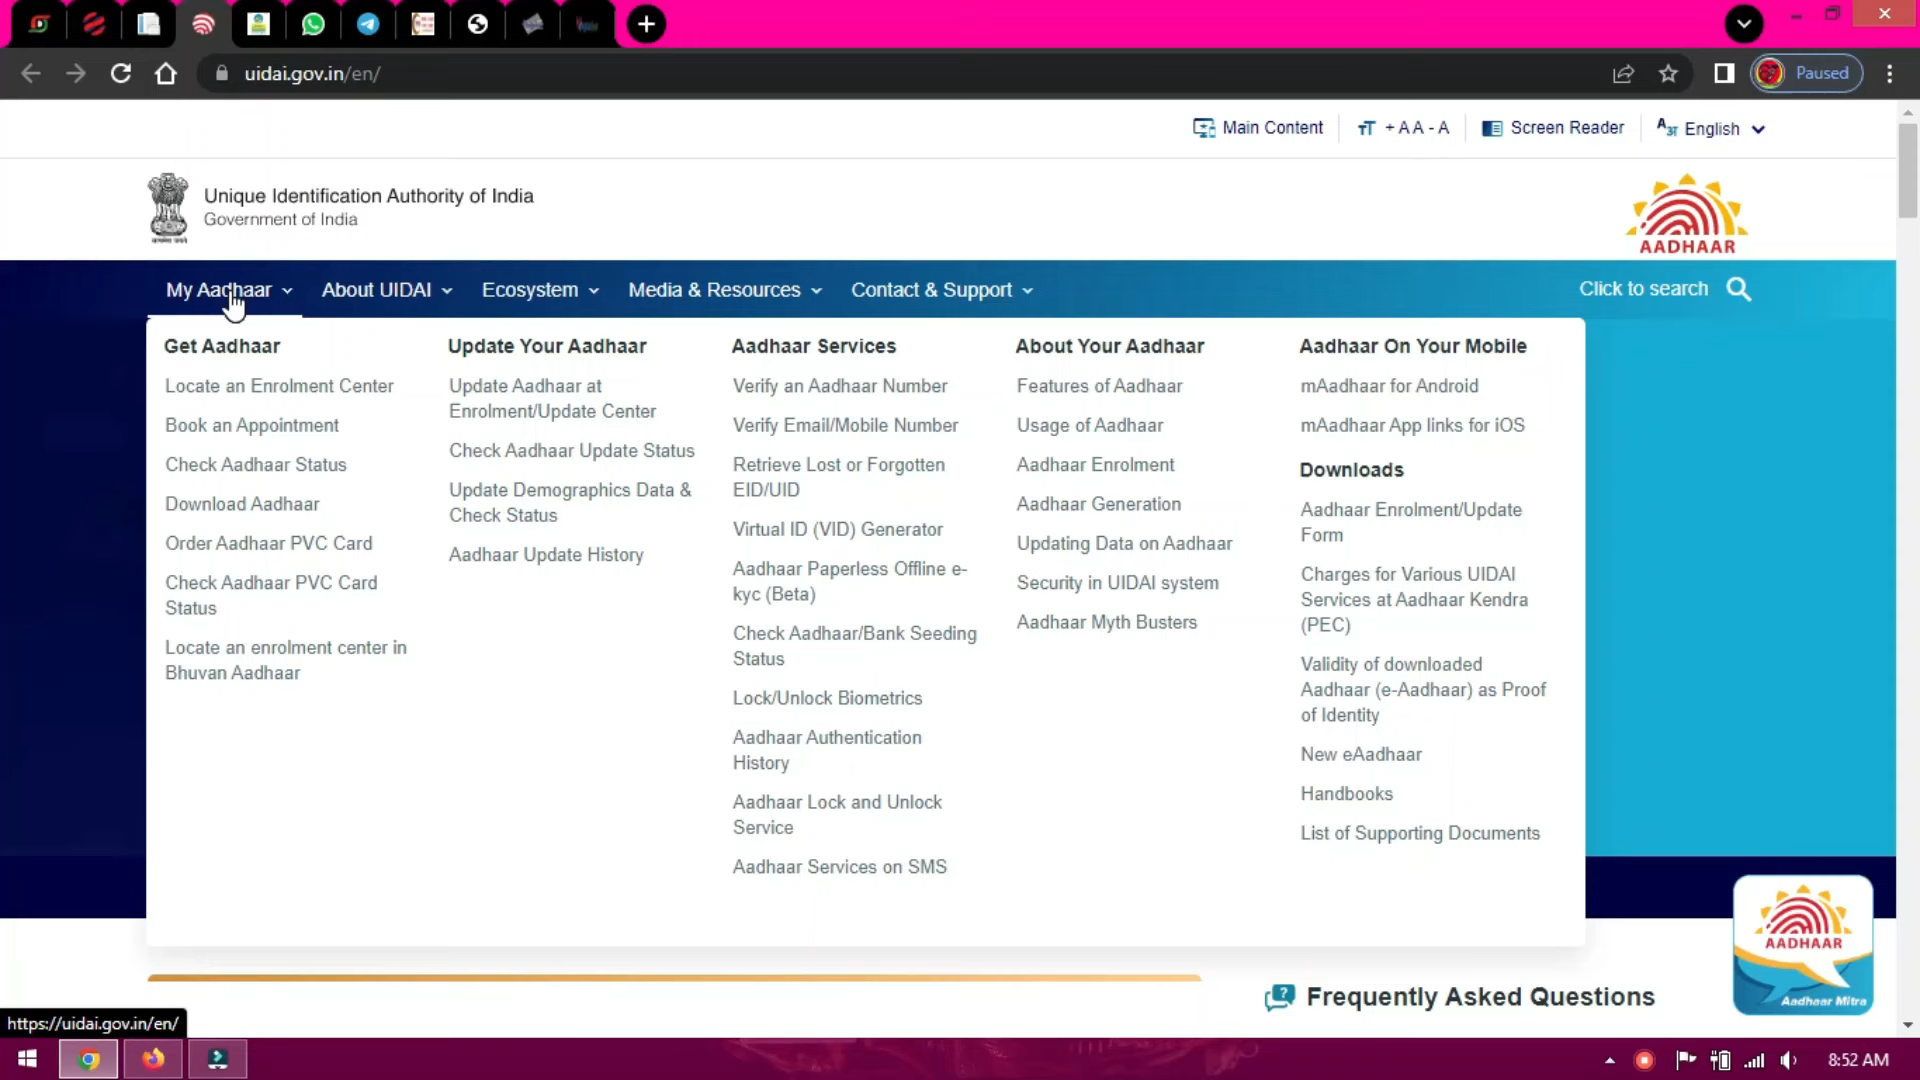 uidai.gov.in/en/
Paused
Main Content
+ A A - A
Screen Reader
English
Unique Identification Authority of India
Government of India
AADHAAR
My Aadhaar
About UIDAI
Ecosystem
Media & Resources
Contact & Support
Click to search
Get Aadhaar
Locate an Enrolment Center
Book an Appointment
Check Aadhaar Status
Download Aadhaar
Order Aadhaar PVC Card
Check Aadhaar PVC Card
Status
Locate an enrolment center in
Bhuvan Aadhaar
Update Your Aadhaar
Update Aadhaar at
Enrolment/Update Center
Check Aadhaar Update Status
Update Demographics Data &
Check Status
Aadhaar Update History
Aadhaar Services
Verify an Aadhaar Number
Verify Email/Mobile Number
Retrieve Lost or Forgotten
EID/UID
Virtual ID (VID) Generator
Aadhaar Paperless Offline e-
kyc (Beta)
Check Aadhaar/Bank Seeding
Status
Lock/Unlock Biometrics
Aadhaar Authentication
History
Aadhaar Lock and Unlock
Service
Aadhaar Services on SMS
About Your Aadhaar
Features of Aadhaar
Usage of Aadhaar
Aadhaar Enrolment
Aadhaar Generation
Updating Data on Aadhaar
Security in UIDAI system
Aadhaar Myth Busters
Aadhaar On Your Mobile
mAadhaar for Android
mAadhaar App links for iOS
Downloads
Aadhaar Enrolment/Update
Form
Charges for Various UIDAI
Services at Aadhaar Kendra
(PEC)
Validity of downloaded
Aadhaar (e-Aadhaar) as Proof
of Identity
New eAadhaar
Handbooks
List of Supporting Documents
AADHAAR
Aadhaar Mitra
Frequently Asked Questions
https://uidai.gov.in/en/
8:52 AM